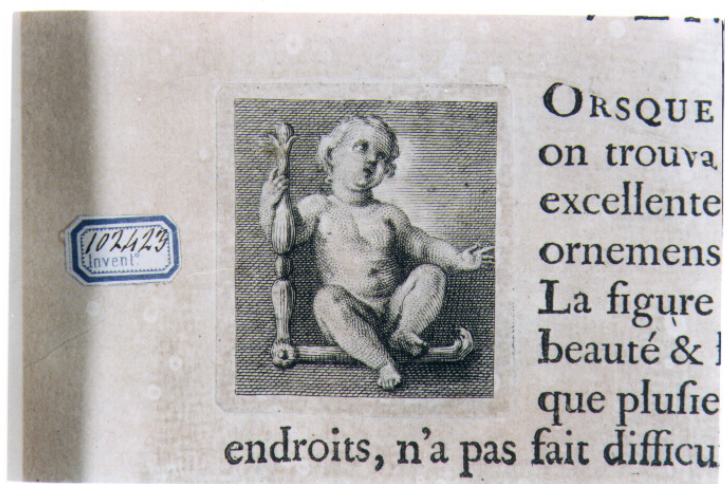 102423
Invent.
ORSQUE
on trouva
excellente
ornemens
La figure
beauté &
que plusie
endroits, n'a pas fait difficu